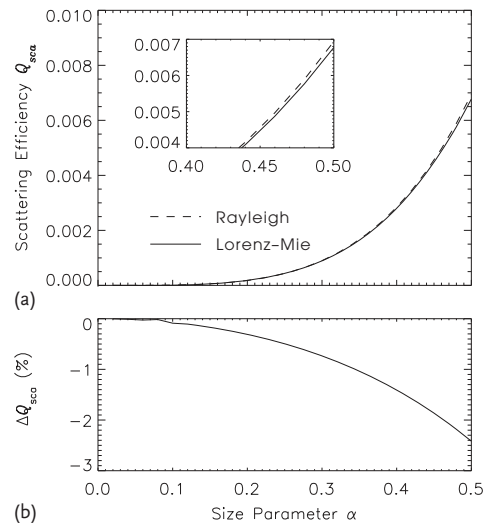 0.010
0.008
0.006
0.004
0.002
0.000
Scattering Efficiency Q_sca
0.007
0.006
0.005
0.004
0.40 0.45 0.50
Rayleigh
Lorenz-Mie
(a)
0
-1
-2
-3
ΔQ_sca (%)
0.0 0.1 0.2 0.3 0.4 0.5
Size Parameter α
(b)